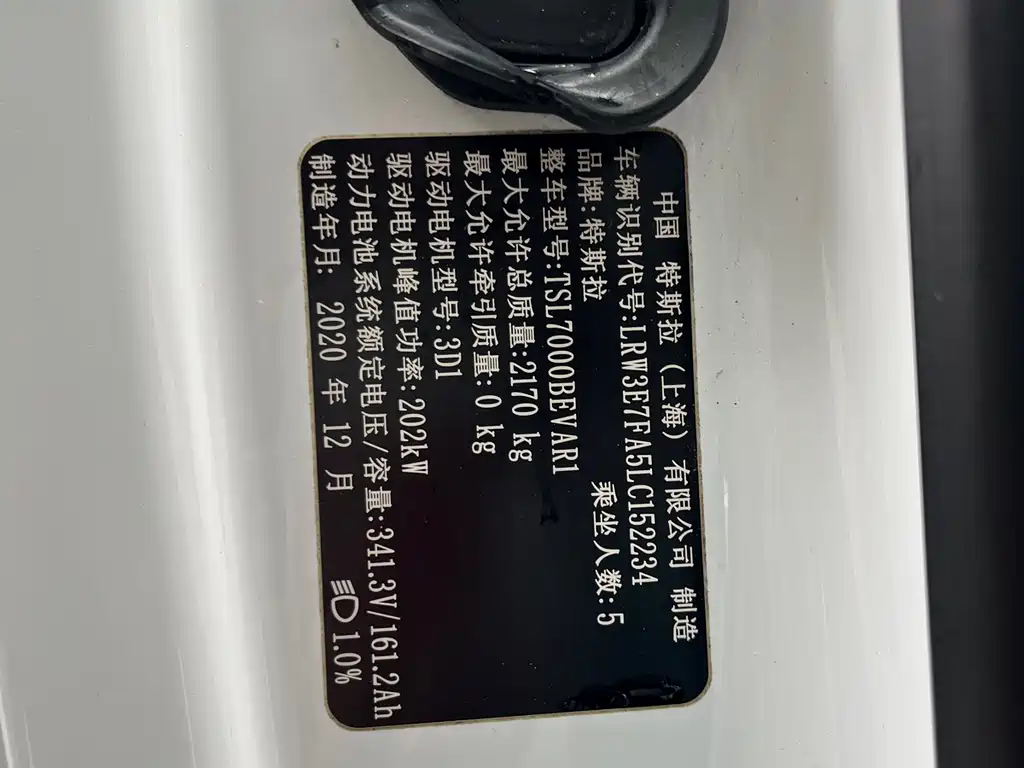 中国 特斯拉（上海）有限公司 制造
车辆识别代号:LRW3E7FA5LC152234
品牌:特斯拉 乘坐人数:5
整车型号:TSL7000BEVAR1
最大允许总质量:2170 kg
最大允许牵引质量:0 kg
驱动电机型号:3D1
驱动电机峰值功率:202kW
动力电池系统额定电压/容量:341.3V/161.2Ah
制造年月: 2020 年 12 月 1.0%